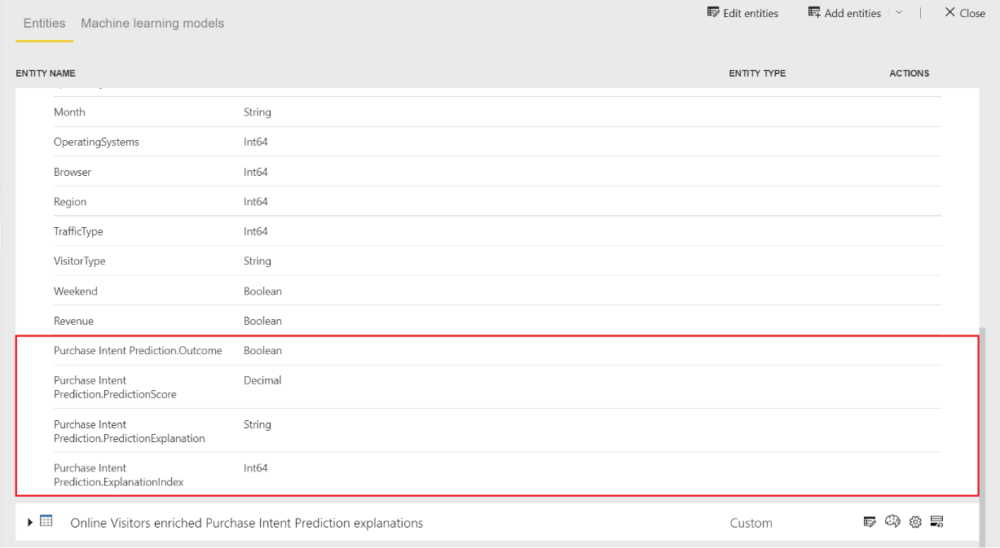 Edit entities Add entities Close
Entities Machine learning models
ENTITY NAME ENTITY TYPE ACTIONS
Month String
OperatingSystems Int64
Browser Int64
Region Int64
TrafficType Int64
VisitorType String
Weekend Boolean
Revenue Boolean
Purchase Intent Prediction.Outcome Boolean
Purchase Intent Decimal
Prediction.PredictionScore
Purchase Intent String
Prediction.PredictionExplanation
Purchase Intent Int64
Prediction.ExplanationIndex
Online Visitors enriched Purchase Intent Prediction explanations Custom